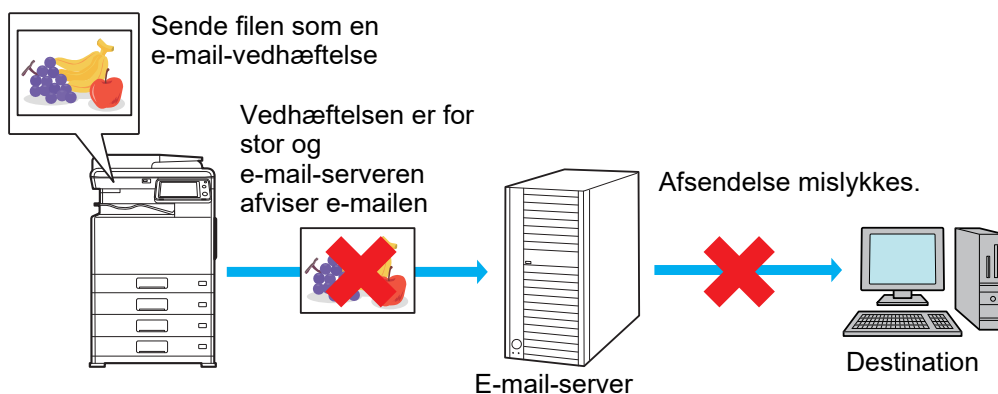 Sende filen som en
e-mail-vedhæftelse
Vedhæftelsen er for
stor og
e-mail-serveren
afviser e-mailen
Afsendelse mislykkes.
E-mail-server
Destination